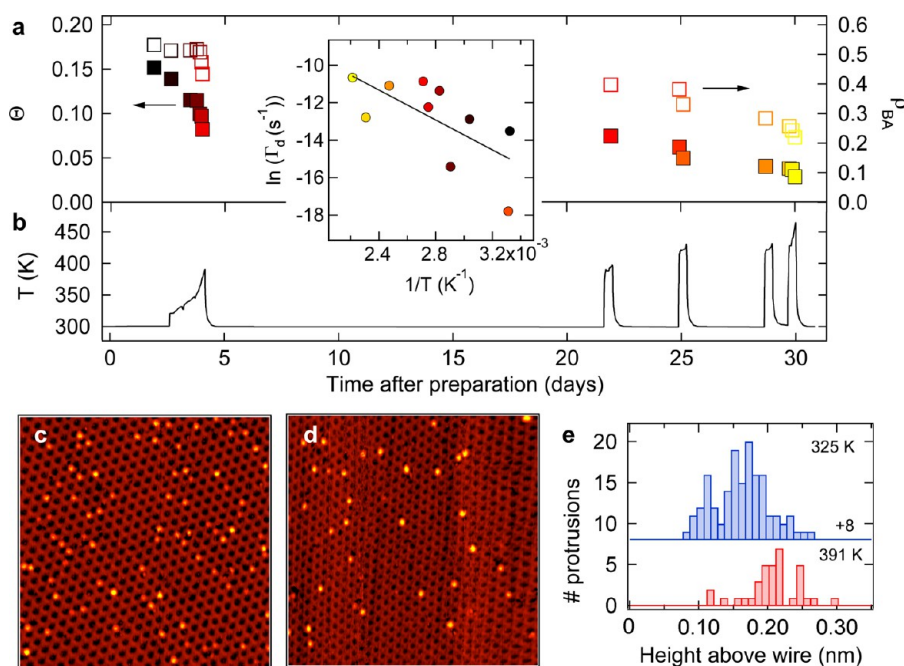 a
0.20
0.15
0.10
0.05
0.00
Θ
-10
-12
-14
-16
-18
ln (Γd (s⁻¹))
2.4
2.8
3.2x10⁻³
1/T (K⁻¹)
0.6
0.5
0.4
0.3
0.2
0.1
0.0
ρBA
b
450
400
350
300
T (K)
0
5
10
15
20
25
30
Time after preparation (days)
c
d
e
20
15
10
5
0
# protrusions
325 K
+8
391 K
0
0.10
0.20
0.30
Height above wire (nm)